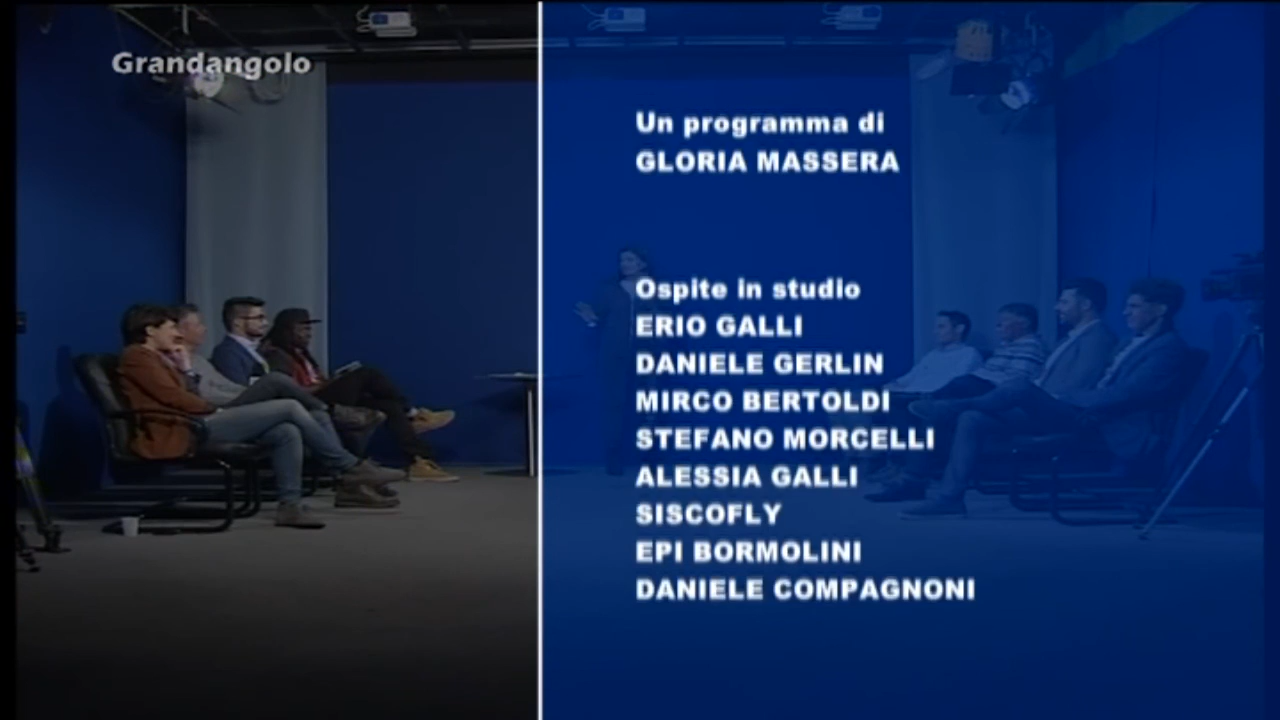 Grandangolo
Un programma di
GLORIA MASSERA
Ospite in studio
ERIO GALLI
DANIELE GERLIN
MIRCO BERTOLDI
STEFANO MORCELLI
ALESSIA GALLI
SISCOFLY
EPI BORMOLINI
DANIELE COMPAGNONI